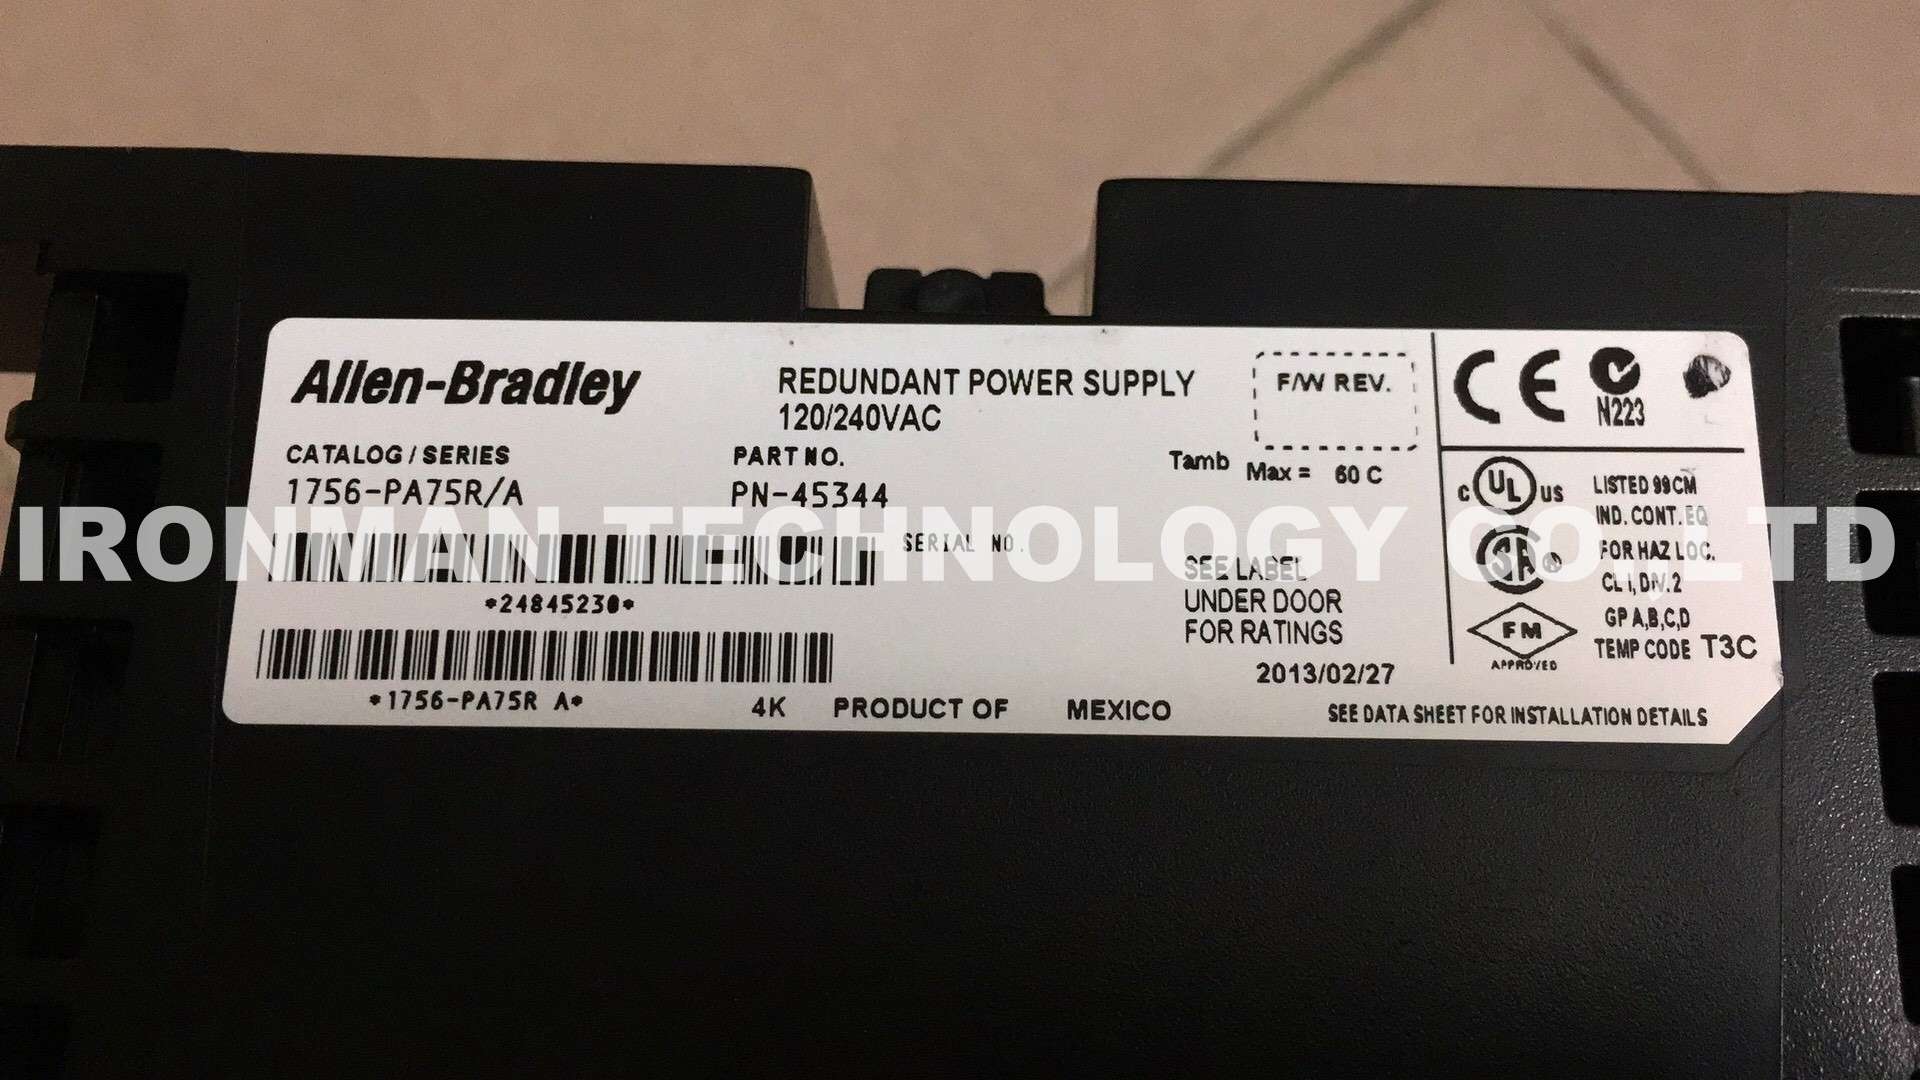 Allen-Bradley
REDUNDANT POWER SUPPLY
120/240VAC
F/W REV.
CE
N223
CATALOG / SERIES
1756-PA75R/A
PART NO.
PN-45344
Tamb Max = 60 C
c UL us
LISTED 99CM
IND. CONT. EQ
FOR HAZ LOC.
CL I, DIV. 2
GP A,B,C,D
TEMP CODE T3C
SA ®
FM
APPROVED
IRONMAN TECHNOLOGY CO.,LTD
SERIAL NO.
*24845230*
SEE LABEL
UNDER DOOR
FOR RATINGS
2013/02/27
*1756-PA75R A*
4K PRODUCT OF MEXICO
SEE DATA SHEET FOR INSTALLATION DETAILS